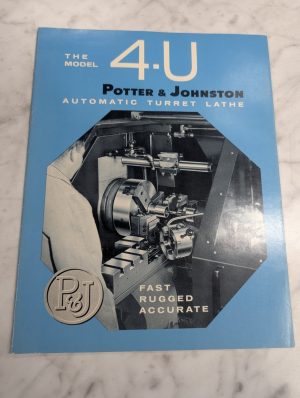 THE
MODEL
4-U
POTTER & JOHNSTON
AUTOMATIC TURRET LATHE
P&J
FAST
RUGGED
ACCURATE